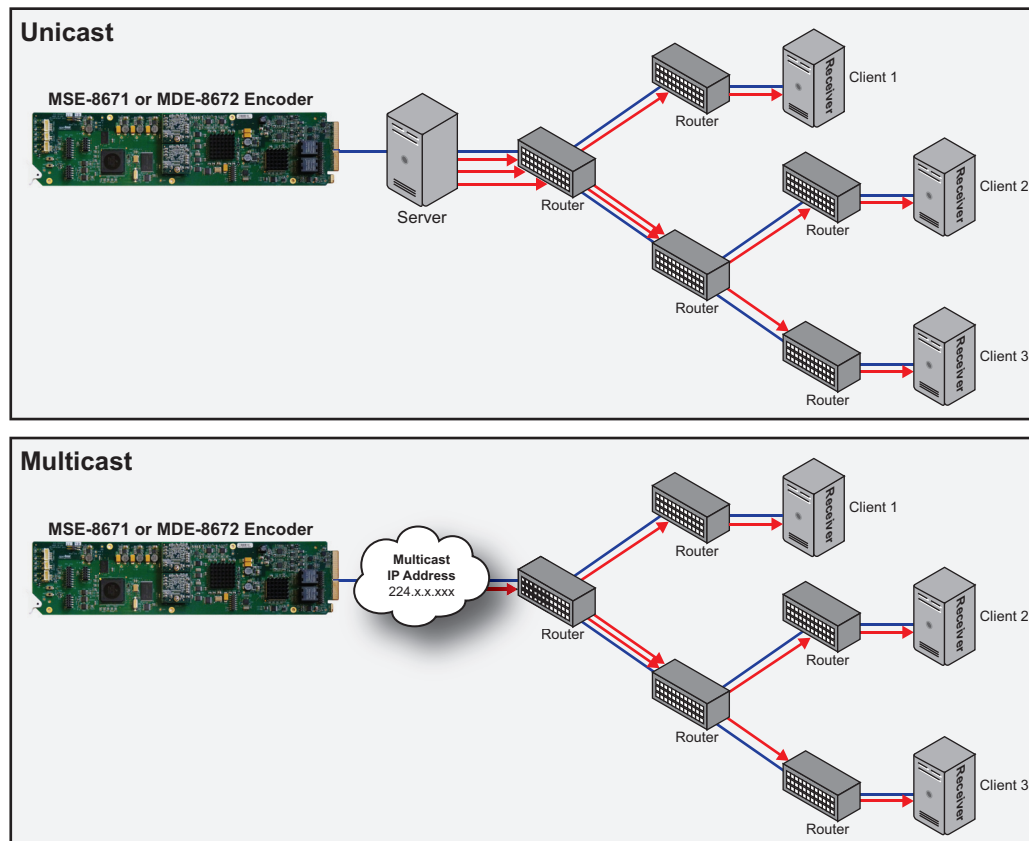 Unicast
MSE-8671 or MDE-8672 Encoder
Server
Router
Router
Receiver
Client 1
Router
Router
Receiver
Client 2
Router
Receiver
Client 3
Multicast
MSE-8671 or MDE-8672 Encoder
Multicast
IP Address
224.x.x.xxx
Router
Router
Receiver
Client 1
Router
Router
Receiver
Client 2
Router
Receiver
Client 3